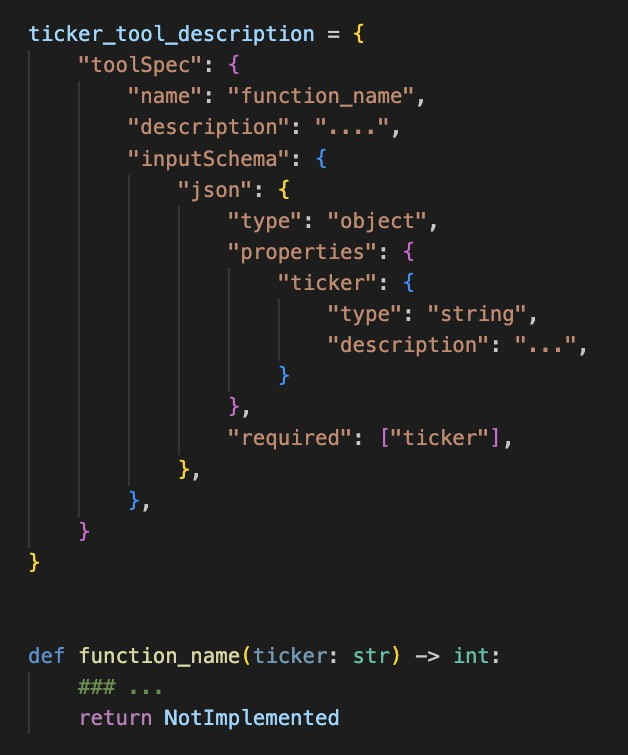 ticker_tool_description = {
    "toolSpec": {
        "name": "function_name",
        "description": "....",
        "inputSchema": {
            "json": {
                "type": "object",
                "properties": {
                    "ticker": {
                        "type": "string",
                        "description": "...",
                    }
                },
                "required": ["ticker"],
            },
        },
    }
}
def function_name(ticker: str) -> int:
    ### ...
    return NotImplemented